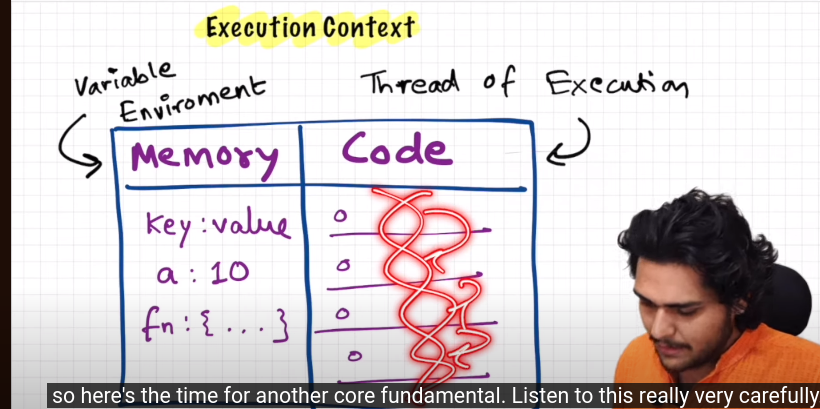 Execution Context
Variable
Enviroment
Thread of Execution
Memory
Code
key : value
a : 10
fn : { . . . }
so here's the time for another core fundamental. Listen to this really very carefully